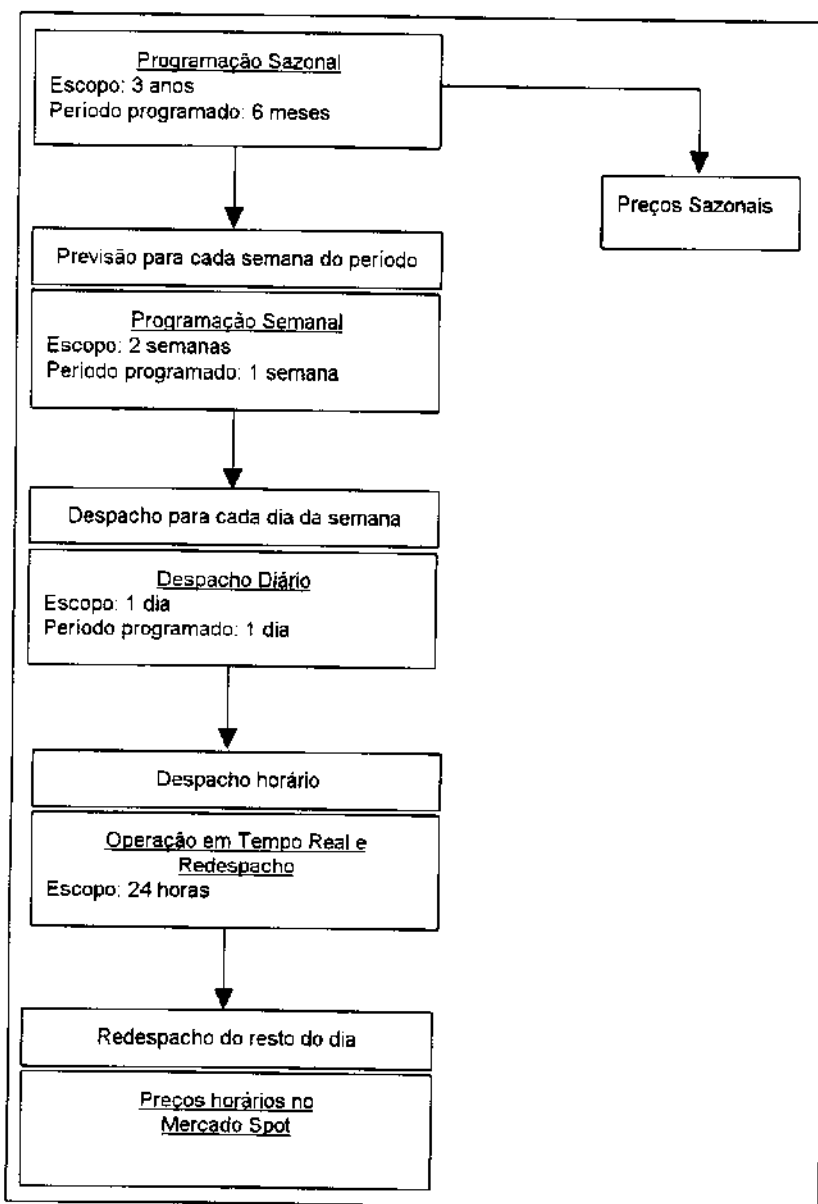 Programação Sazonal
Escopo: 3 anos
Período programado: 6 meses
Preços Sazonais
Previsão para cada semana do período
Programação Semanal
Escopo: 2 semanas
Período programado: 1 semana
Despacho para cada dia da semana
Despacho Diário
Escopo: 1 dia
Período programado: 1 dia
Despacho horário
Operação em Tempo Real e
Redespacho
Escopo: 24 horas
Redespacho do resto do dia
Preços horários no
Mercado Spot